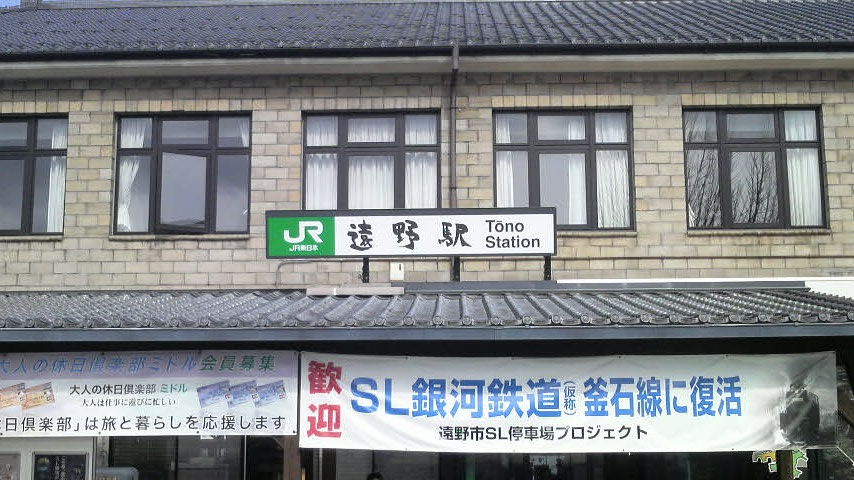 JR
JR東日本
遠野駅
Tōno
Station
大人の休日倶楽部ミドル会員募集
大人の休日倶楽部 ミドル
大人は仕事に遊びに忙しい
休日倶楽部」は旅と暮らしを応援します
歓迎
SL銀河鉄道(仮称)釜石線に復活
遠野市SL停車場プロジェクト